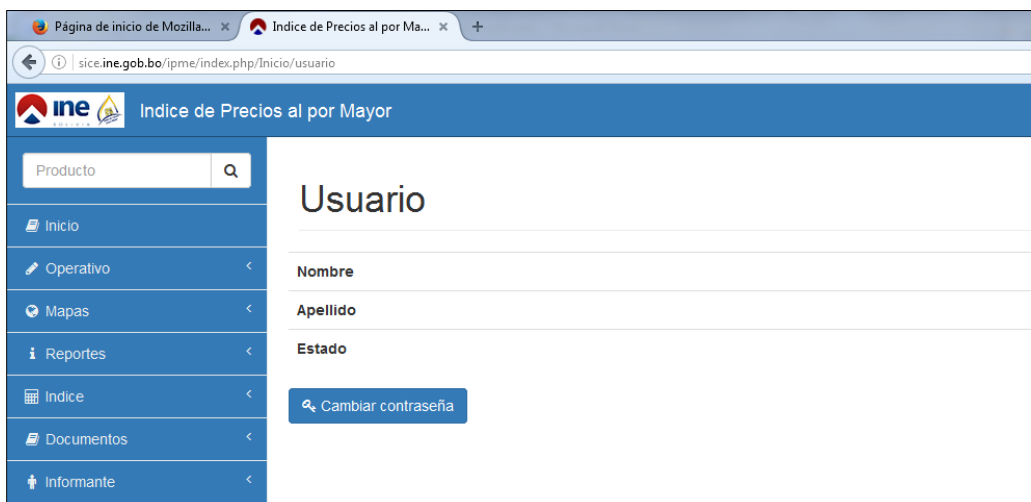 Página de inicio de Mozilla...
Indice de Precios al por Ma...
sice.ine.gob.bo/ipme/index.php/Inicio/usuario
ine
Indice de Precios al por Mayor
Producto
Usuario
Inicio
Operativo
Nombre
Mapas
Apellido
Reportes
Estado
Indice
Cambiar contraseña
Documentos
Informante